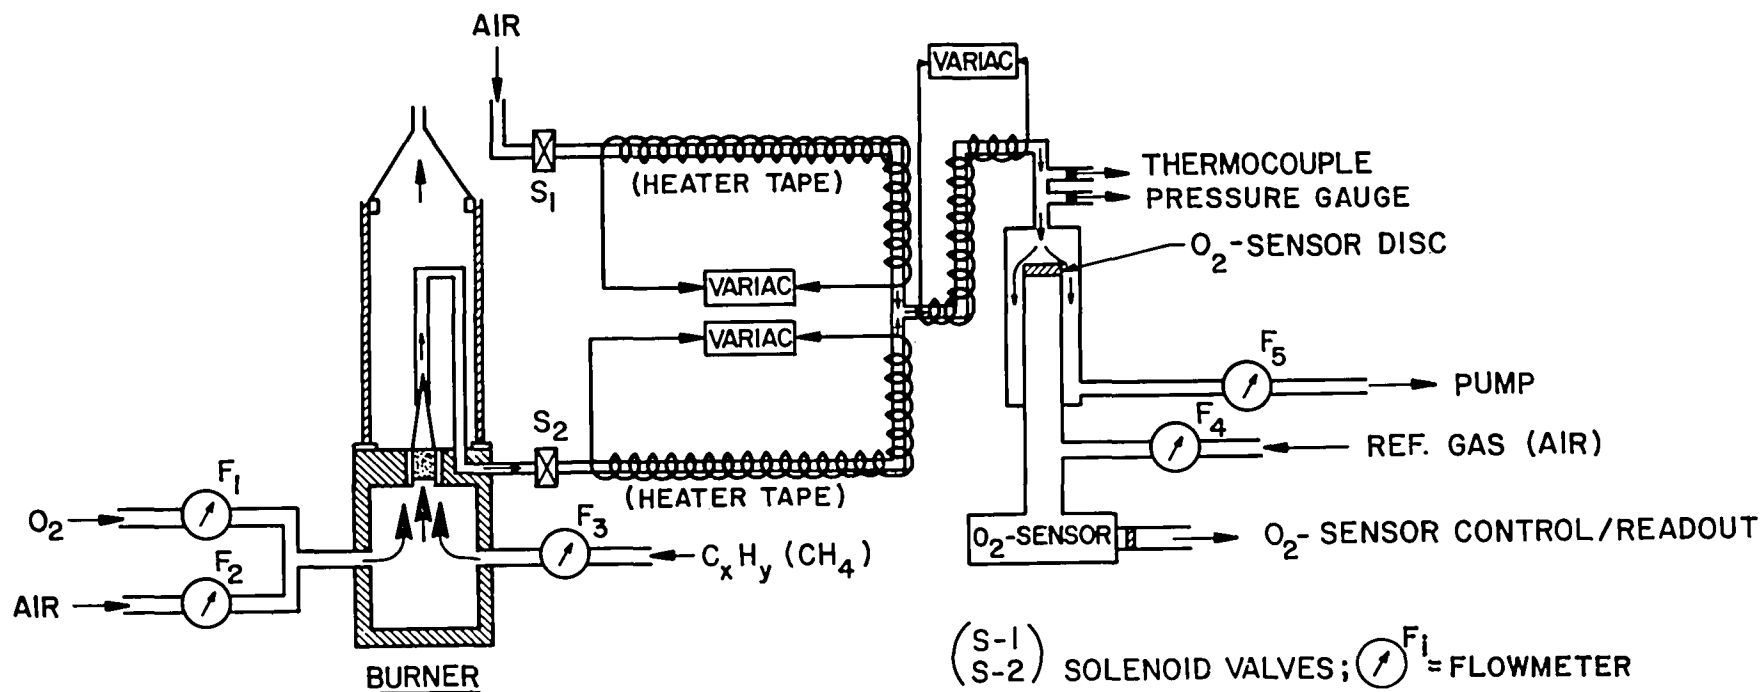 AIR
VARIAC
S1
(HEATER TAPE)
THERMOCOUPLE
PRESSURE GAUGE
O2-SENSOR DISC
VARIAC
VARIAC
F5
PUMP
S2
F4
REF. GAS (AIR)
(HEATER TAPE)
F1
O2
F3
O2-SENSOR
O2-SENSOR CONTROL/READOUT
F2
CxHy (CH4)
AIR
BURNER
(S-1
S-2) SOLENOID VALVES; Fi = FLOWMETER